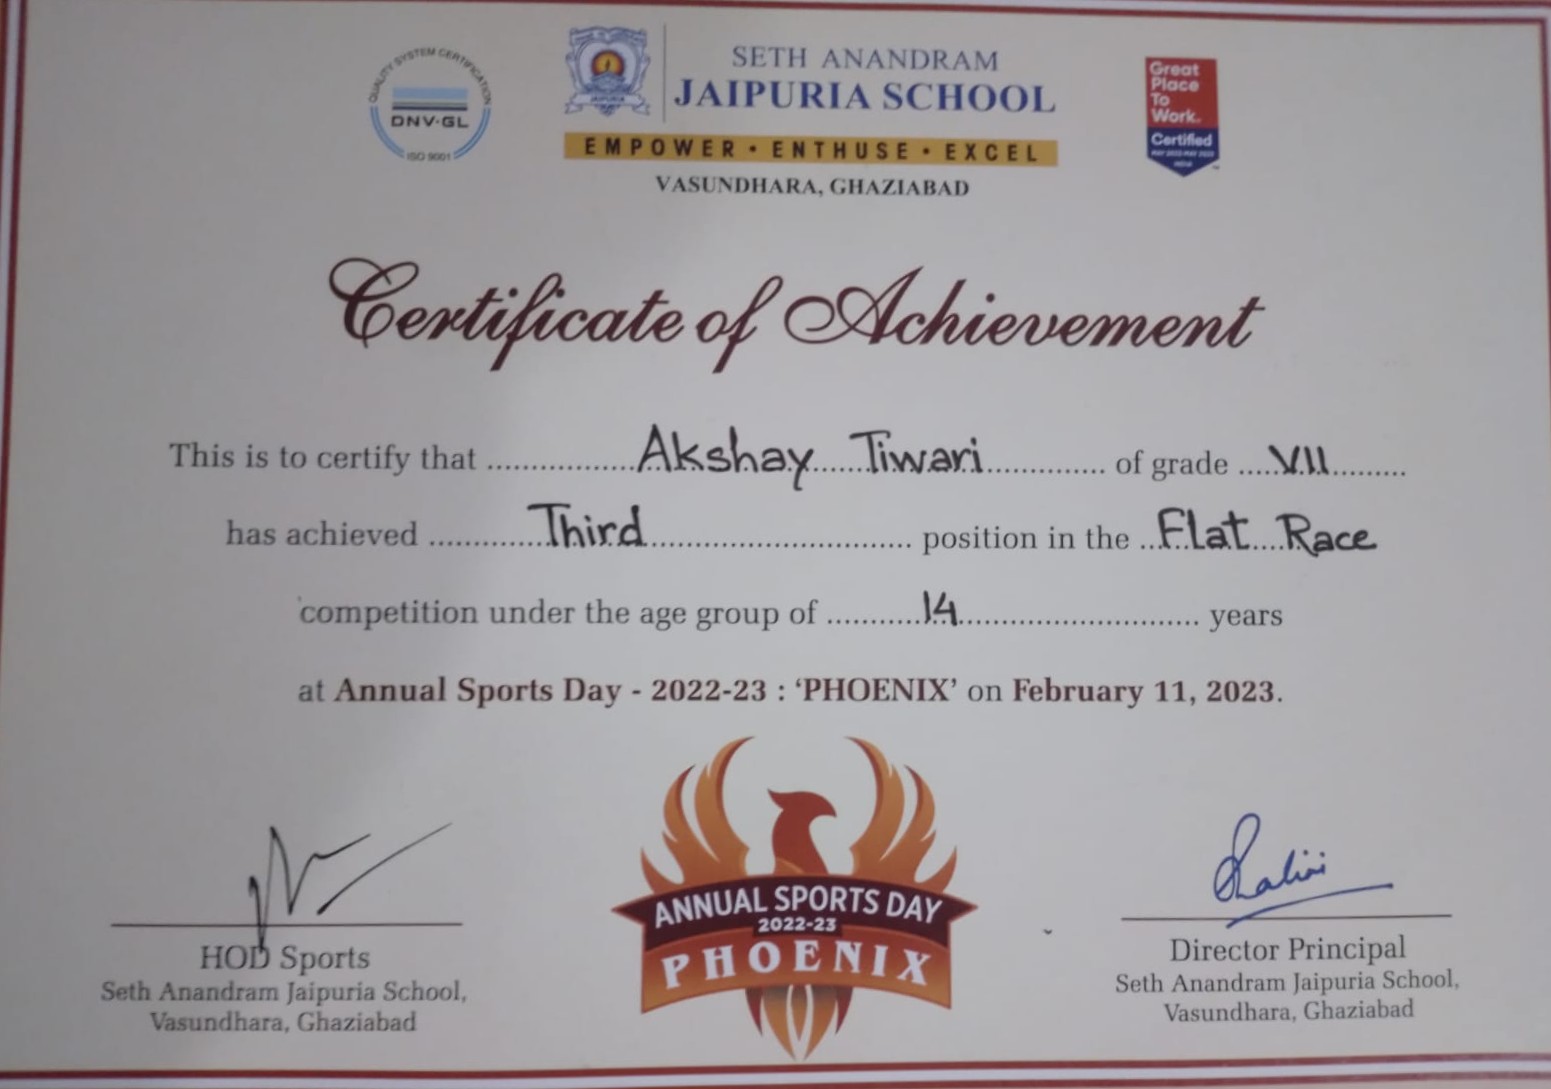 QUALITY SYSTEM CERTIFICATION
DNV·GL
ISO 9001
JAIPURIA
SETH ANANDRAM
JAIPURIA SCHOOL
EMPOWER • ENTHUSE • EXCEL
VASUNDHARA, GHAZIABAD
Great
Place
To
Work.
Certified
Certificate of Achievement
This is to certify that ................Akshay......Tiwari............. of grade .....VII.........
has achieved ............Third............................. position in the ...Flat....Race
competition under the age group of ..........14........................... years
at Annual Sports Day - 2022-23 : ‘PHOENIX’ on February 11, 2023.
ANNUAL SPORTS DAY
2022-23
PHOENIX
HOD Sports
Seth Anandram Jaipuria School,
Vasundhara, Ghaziabad
Shalini
Director Principal
Seth Anandram Jaipuria School,
Vasundhara, Ghaziabad